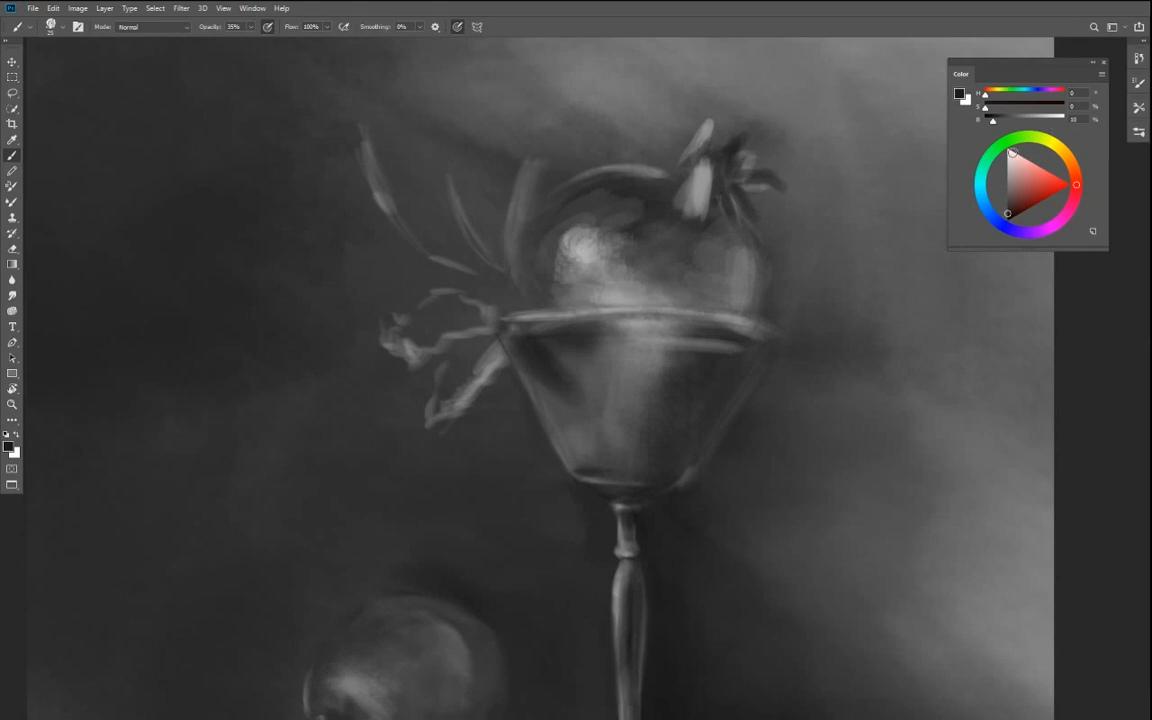 Ps File Edit Image Layer Type Select Filter 3D View Window Help
25 Mode: Normal Opacity: 35% Flow: 100% Smoothing: 0%
Color
H 0 °
S 0 %
B 10 %